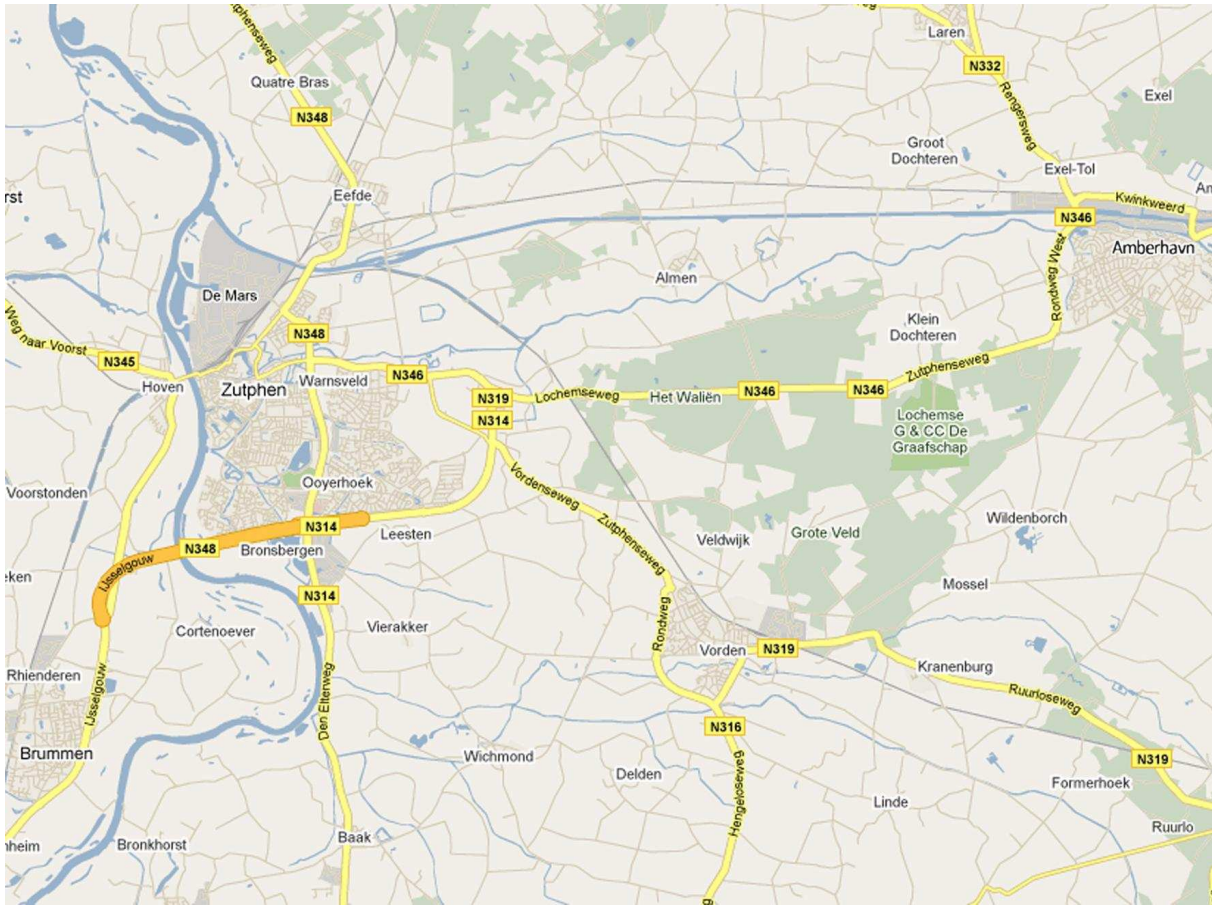 Zutphenseweg
Laren
N332
Rengersweg
Exel
Quatre Bras
N348
Groot
Dochteren
Exel-Tol
Eefde
Kwinkweerd
N346
Amberhavn
Rondweg West
Almen
De Mars
Klein
Dochteren
Weg naar Voorst
N345
N348
Hoven
Zutphen
Warnsveld
N346
Zutphenseweg
N319
Lochemseweg
Het Waliën
N346
N346
N314
Lochemse
G & CC De
Graafschap
Vordenseweg
Voorstonden
Ooyerhoek
Zutphenseweg
N314
Leesten
Wildenborch
Grote Veld
Veldwijk
N348
Bronsbergen
IJsselgouw
Mossel
N314
Cortenoever
Vierakker
Rondweg
Vorden
N319
Kranenburg
Rhienderen
IJsselgouw
Den Elterweg
Ruurloseweg
N316
Brummen
Wichmond
Hengeloseweg
N319
Delden
Formerhoek
Linde
Baak
Bronkhorst
Ruurlo